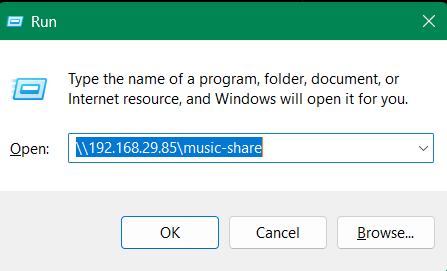 Run
Type the name of a program, folder, document, or
Internet resource, and Windows will open it for you.
Open: \\192.168.29.85\music-share
OK Cancel Browse...